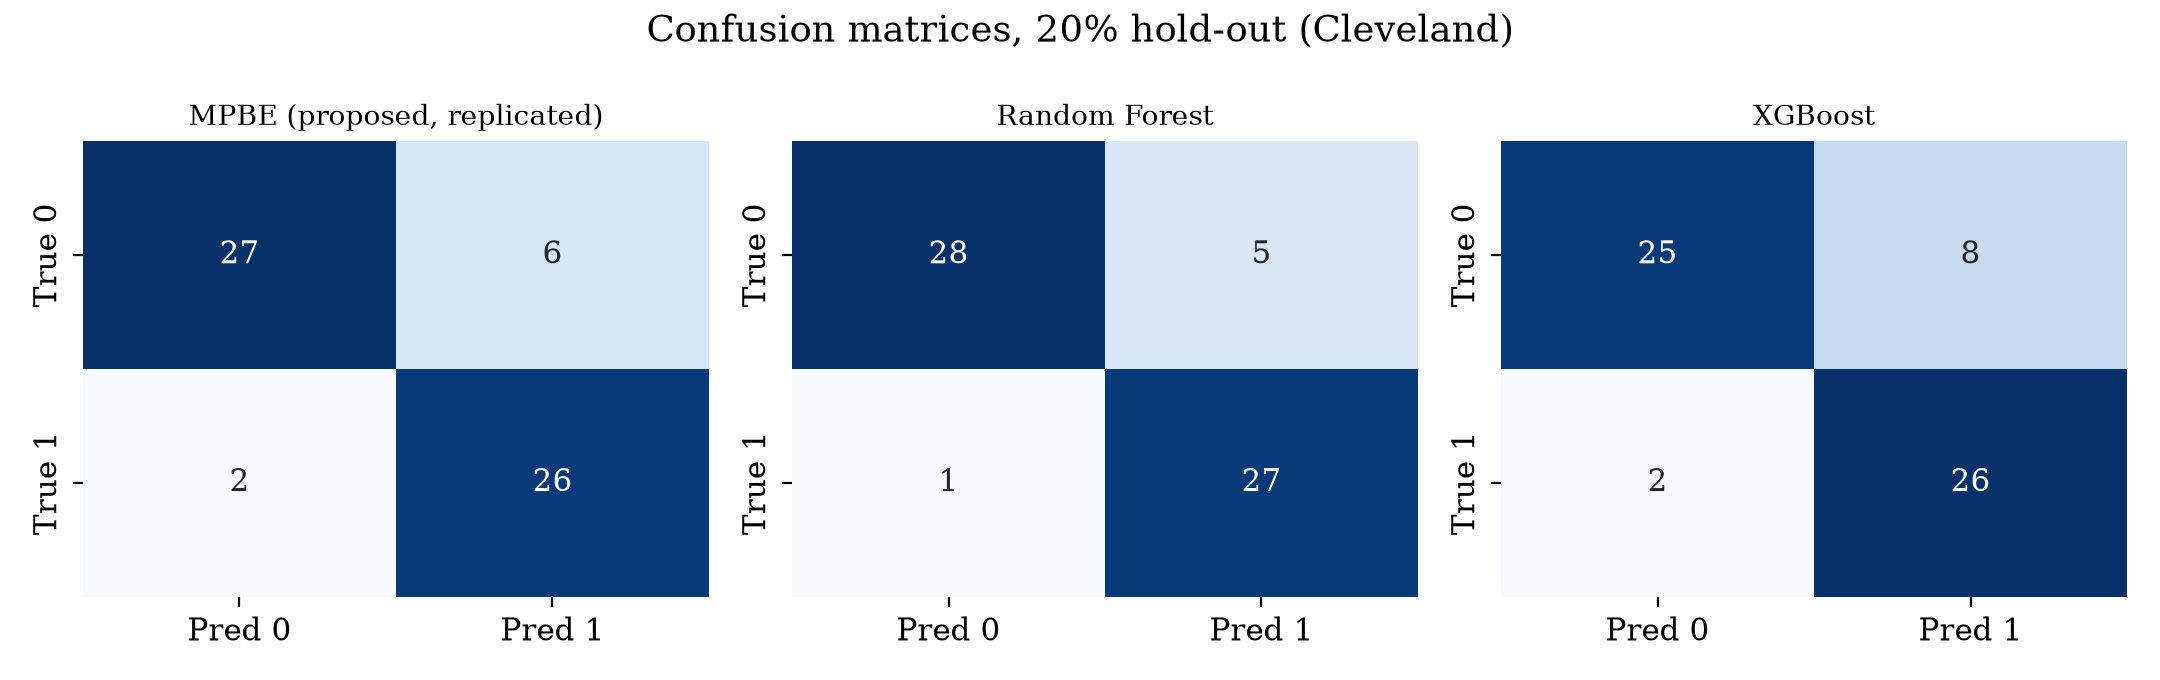 Confusion matrices, 20% hold-out (Cleveland)
MPBE (proposed, replicated)
True 0
27
6
True 1
2
26
Pred 0
Pred 1
Random Forest
True 0
28
5
True 1
1
27
Pred 0
Pred 1
XGBoost
True 0
25
8
True 1
2
26
Pred 0
Pred 1